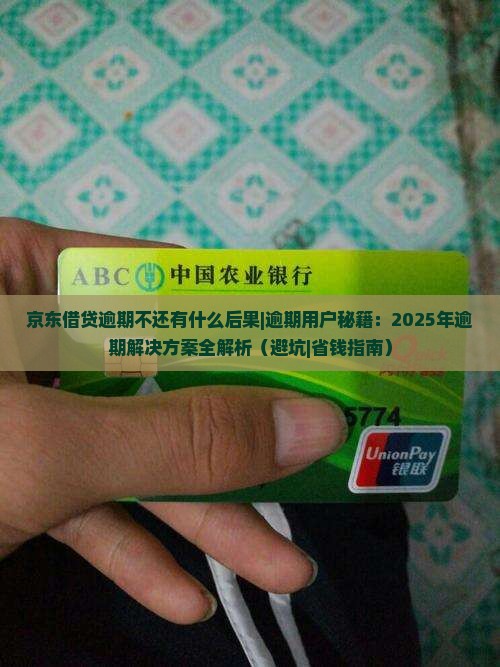 ABC 中国农业银行
京东借贷逾期不还有什么后果|逾期用户秘籍：2025年逾
期解决方案全解析（避坑|省钱指南）
5774
UnionPay
银联